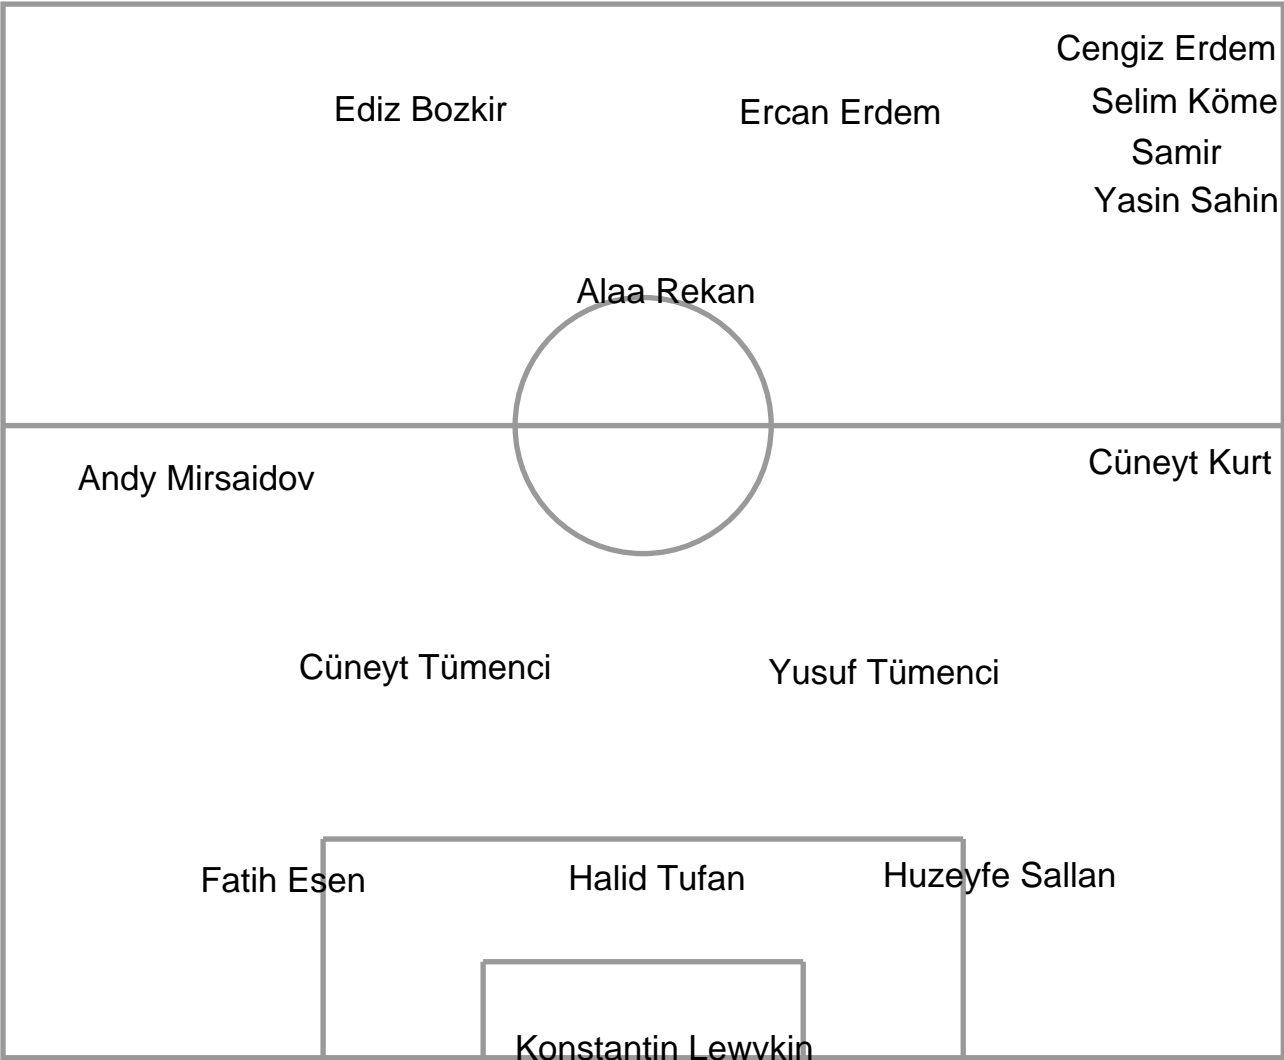 Cengiz Erdem
Ediz Bozkir
Ercan Erdem
Selim Köme
Samir
Yasin Sahin
Alaa Rekan
Andy Mirsaidov
Cüneyt Kurt
Cüneyt Tümenci
Yusuf Tümenci
Fatih Esen
Halid Tufan
Huzeyfe Sallan
Konstantin Lewykin